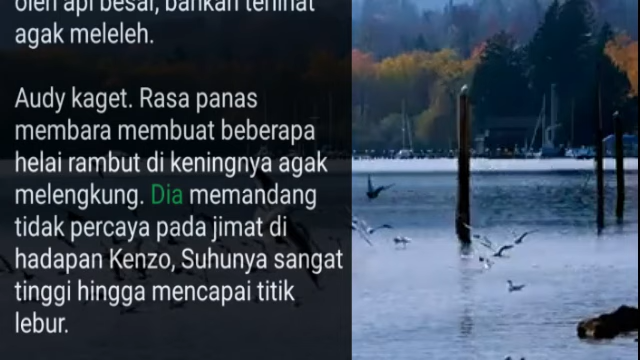 oleh api besar, bahkan terlihat
agak meleleh.
Audy kaget. Rasa panas
membara membuat beberapa
helai rambut di keningnya agak
melengkung. Dia memandang
tidak percaya pada jimat di
hadapan Kenzo, Suhunya sangat
tinggi hingga mencapai titik
lebur.